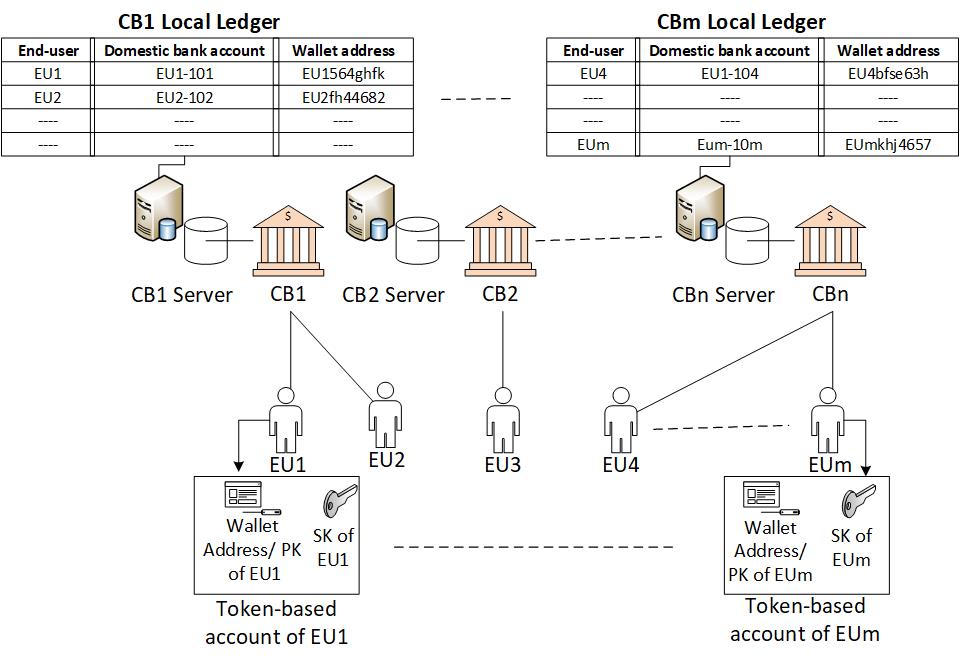 CB1 Local Ledger
End-user Domestic bank account Wallet address
EU1 EU1-101 EU1564ghfk
EU2 EU2-102 EU2fh44682
---- ---- ----
---- ---- ----
CBm Local Ledger
End-user Domestic bank account Wallet address
EU4 EU1-104 EU4bfse63h
---- ---- ----
---- ---- ----
EUm Eum-10m EUmkhj4657
$ $ $
CB1 Server CB1 CB2 Server CB2 CBn Server CBn
EU1 EU2 EU3 EU4 EUm
Wallet
Address/ PK
of EU1
SK of
EU1
Token-based
account of EU1
Wallet
Address/
PK of EUm
SK of
EUm
Token-based
account of EUm